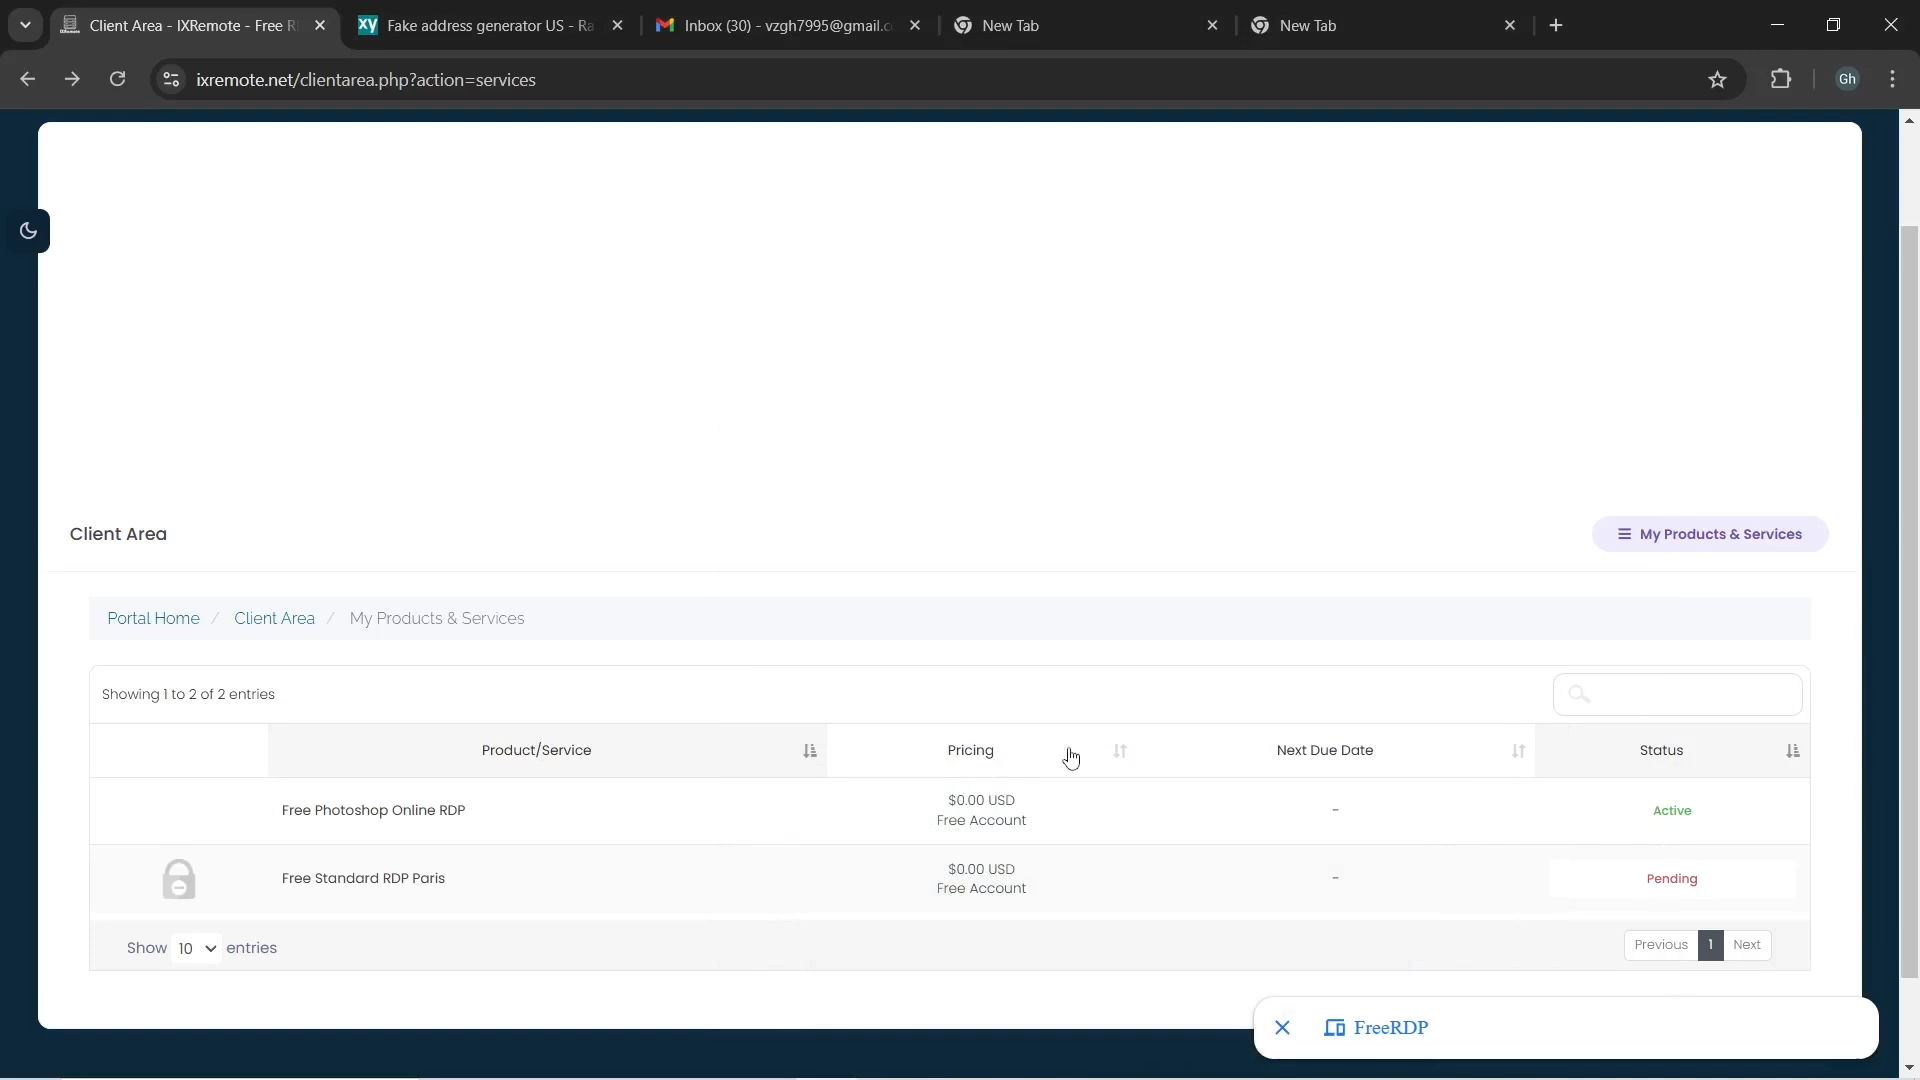 Client Area - IXRemote - Free R
Fake address generator US - Ra
Inbox (30) - vzgh7995@gmail.c
New Tab
New Tab
ixremote.net/clientarea.php?action=services
Gh
Client Area
My Products & Services
Portal Home / Client Area / My Products & Services
Showing 1 to 2 of 2 entries
Product/Service Pricing Next Due Date Status
Free Photoshop Online RDP $0.00 USD - Active
Free Account
Free Standard RDP Paris $0.00 USD - Pending
Free Account
Show 10 entries
Previous 1 Next
FreeRDP